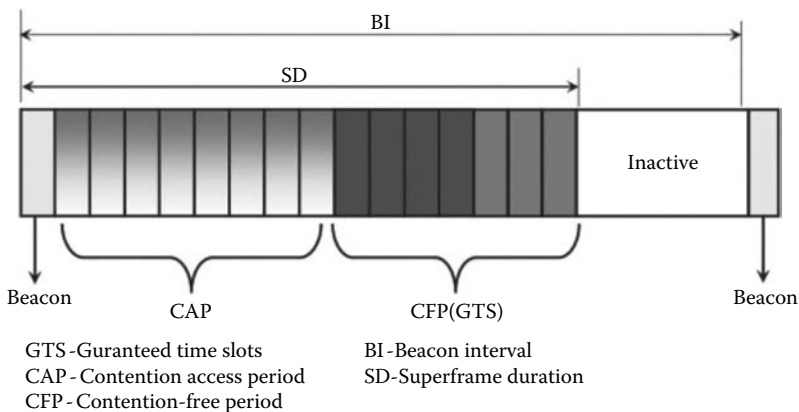 BI
SD
Inactive
Beacon
CAP
CFP(GTS)
Beacon
GTS-Guranteed time slots
CAP-Contention access period
CFP-Contention-free period
BI-Beacon interval
SD-Superframe duration